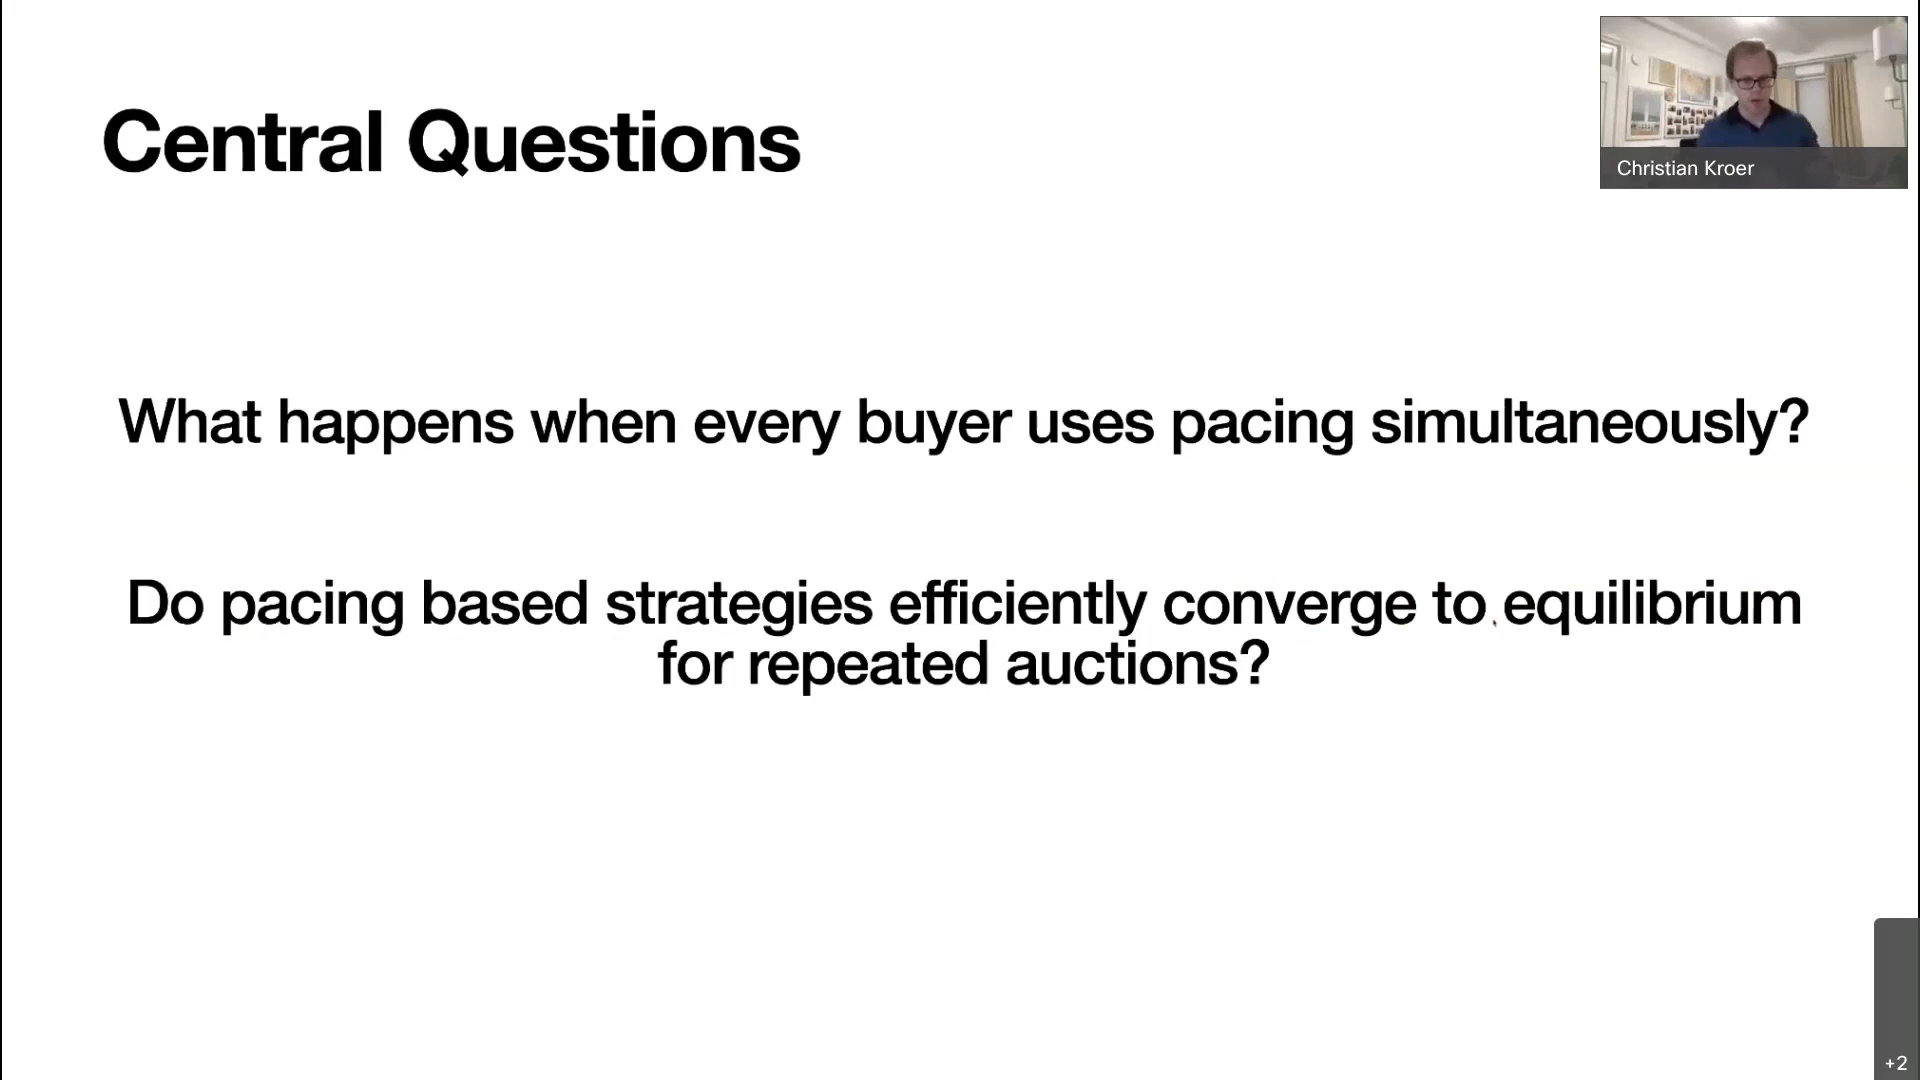 Central Questions
Christian Kroer
What happens when every buyer uses pacing simultaneously?
Do pacing based strategies efficiently converge to equilibrium
for repeated auctions?
+2